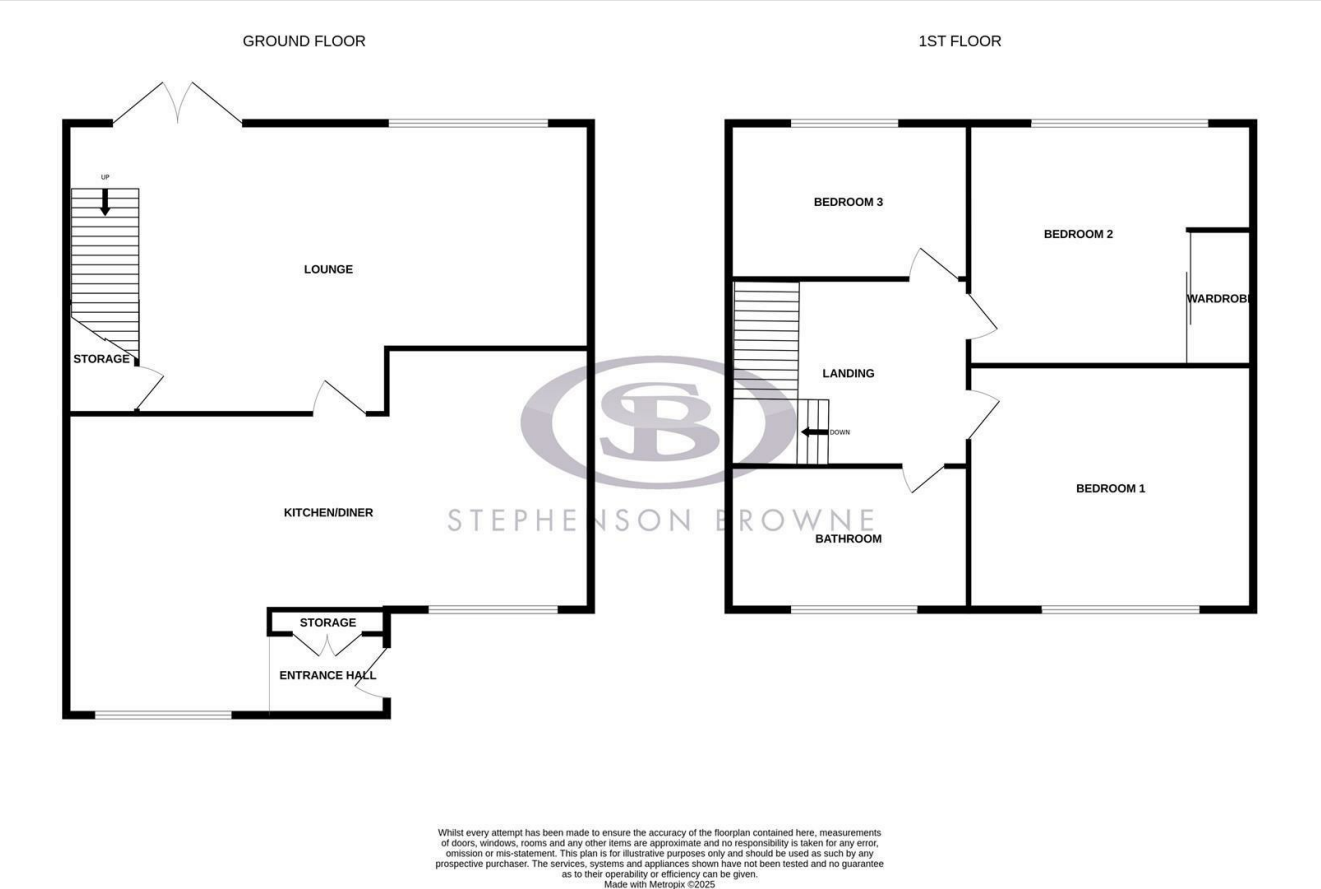 GROUND FLOOR
1ST FLOOR
UP
LOUNGE
STORAGE
KITCHEN/DINER
STORAGE
ENTRANCE HALL
BEDROOM 3
BEDROOM 2
WARDROBE
LANDING
DOWN
BEDROOM 1
BATHROOM
SB
STEPHENSON BROWNE
Whilst every attempt has been made to ensure the accuracy of the floorplan contained here, measurements
of doors, windows, rooms and any other items are approximate and no responsibility is taken for any error,
omission or mis-statement. This plan is for illustrative purposes only and should be used as such by any
prospective purchaser. The services, systems and appliances shown have not been tested and no guarantee
as to their operability or efficiency can be given.
Made with Metropix ©2025